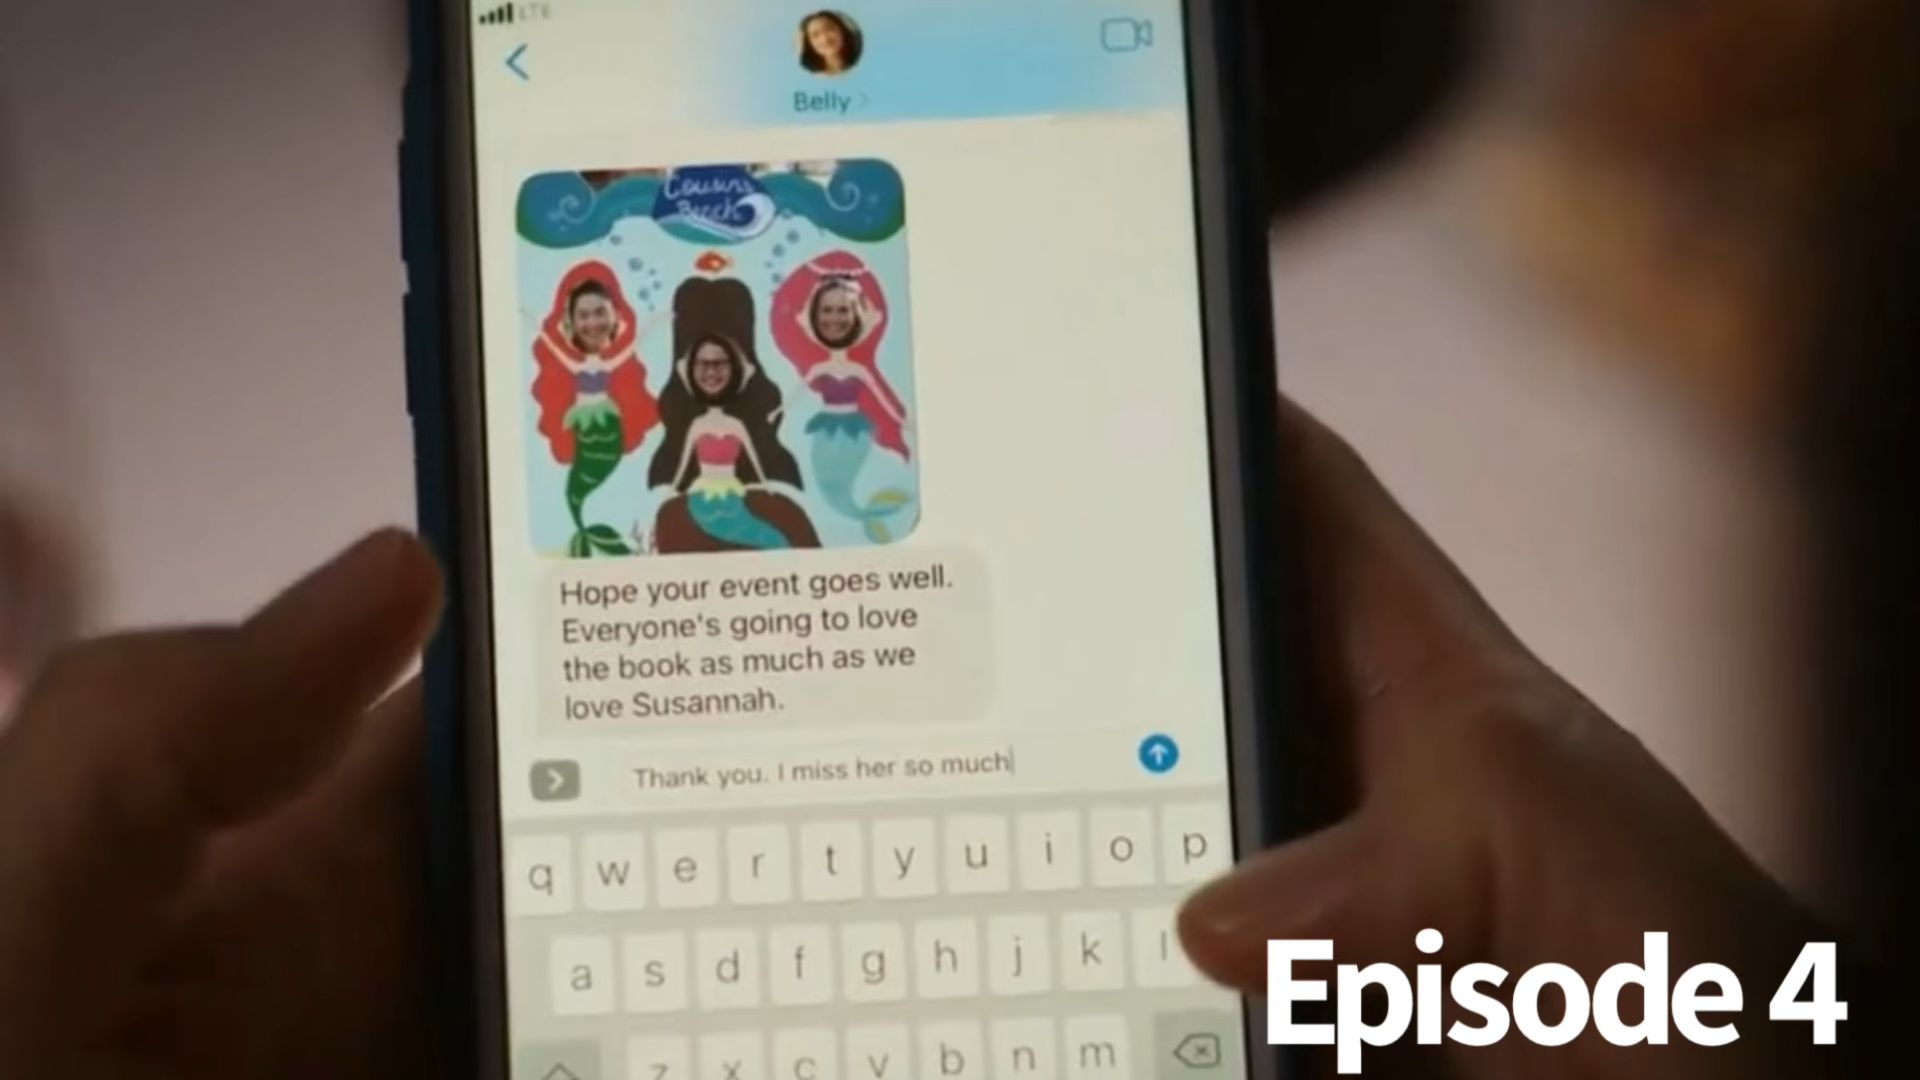 LTE
Belly
Cousins
Beach
Hope your event goes well.
Everyone's going to love
the book as much as we
love Susannah.
Thank you. I miss her so much
q w e r t y u i o p
a s d f g h j k l
z x c v b n m
Episode 4